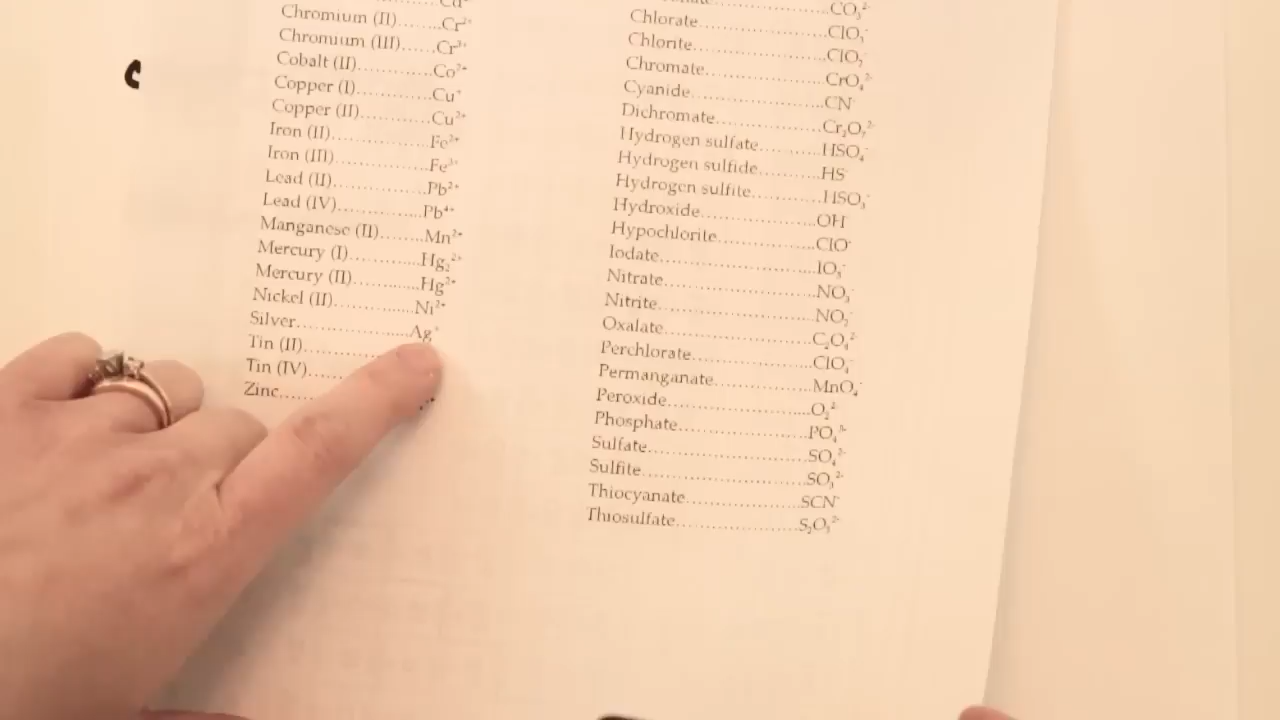 Chromium (II)........Cr²⁺
Chromium (III)......Cr³⁺
Cobalt (II)..............Co²⁺
Copper (I)..............Cu⁺
Copper (II).............Cu²⁺
Iron (II)..................Fe²⁺
Iron (III).................Fe³⁺
Lead (II).................Pb²⁺
Lead (IV)................Pb⁴⁺
Manganese (II)........Mn²⁺
Mercury (I).............Hg₂²⁺
Mercury (II)............Hg²⁺
Nickel (II)...............Ni²⁺
Silver......................Ag⁺
Tin (II)..................
Tin (IV)......
Zinc......
CO₃²⁻
Chlorate........................ClO₃⁻
Chlorite.........................ClO₂⁻
Chromate......................CrO₄²⁻
Cyanide.........................CN⁻
Dichromate...................Cr₂O₇²⁻
Hydrogen sulfate...........HSO₄⁻
Hydrogen sulfide...........HS⁻
Hydrogen sulfite............HSO₃⁻
Hydroxide.....................OH⁻
Hypochlorite..................ClO⁻
Iodate............................IO₃⁻
Nitrate...........................NO₃⁻
Nitrite............................NO₂⁻
Oxalate..........................C₂O₄²⁻
Perchlorate....................ClO₄⁻
Permanganate................MnO₄⁻
Peroxide........................O₂²⁻
Phosphate......................PO₄³⁻
Sulfate...........................SO₄²⁻
Sulfite............................SO₃²⁻
Thiocyanate...................SCN⁻
Thiosulfate....................S₂O₃²⁻